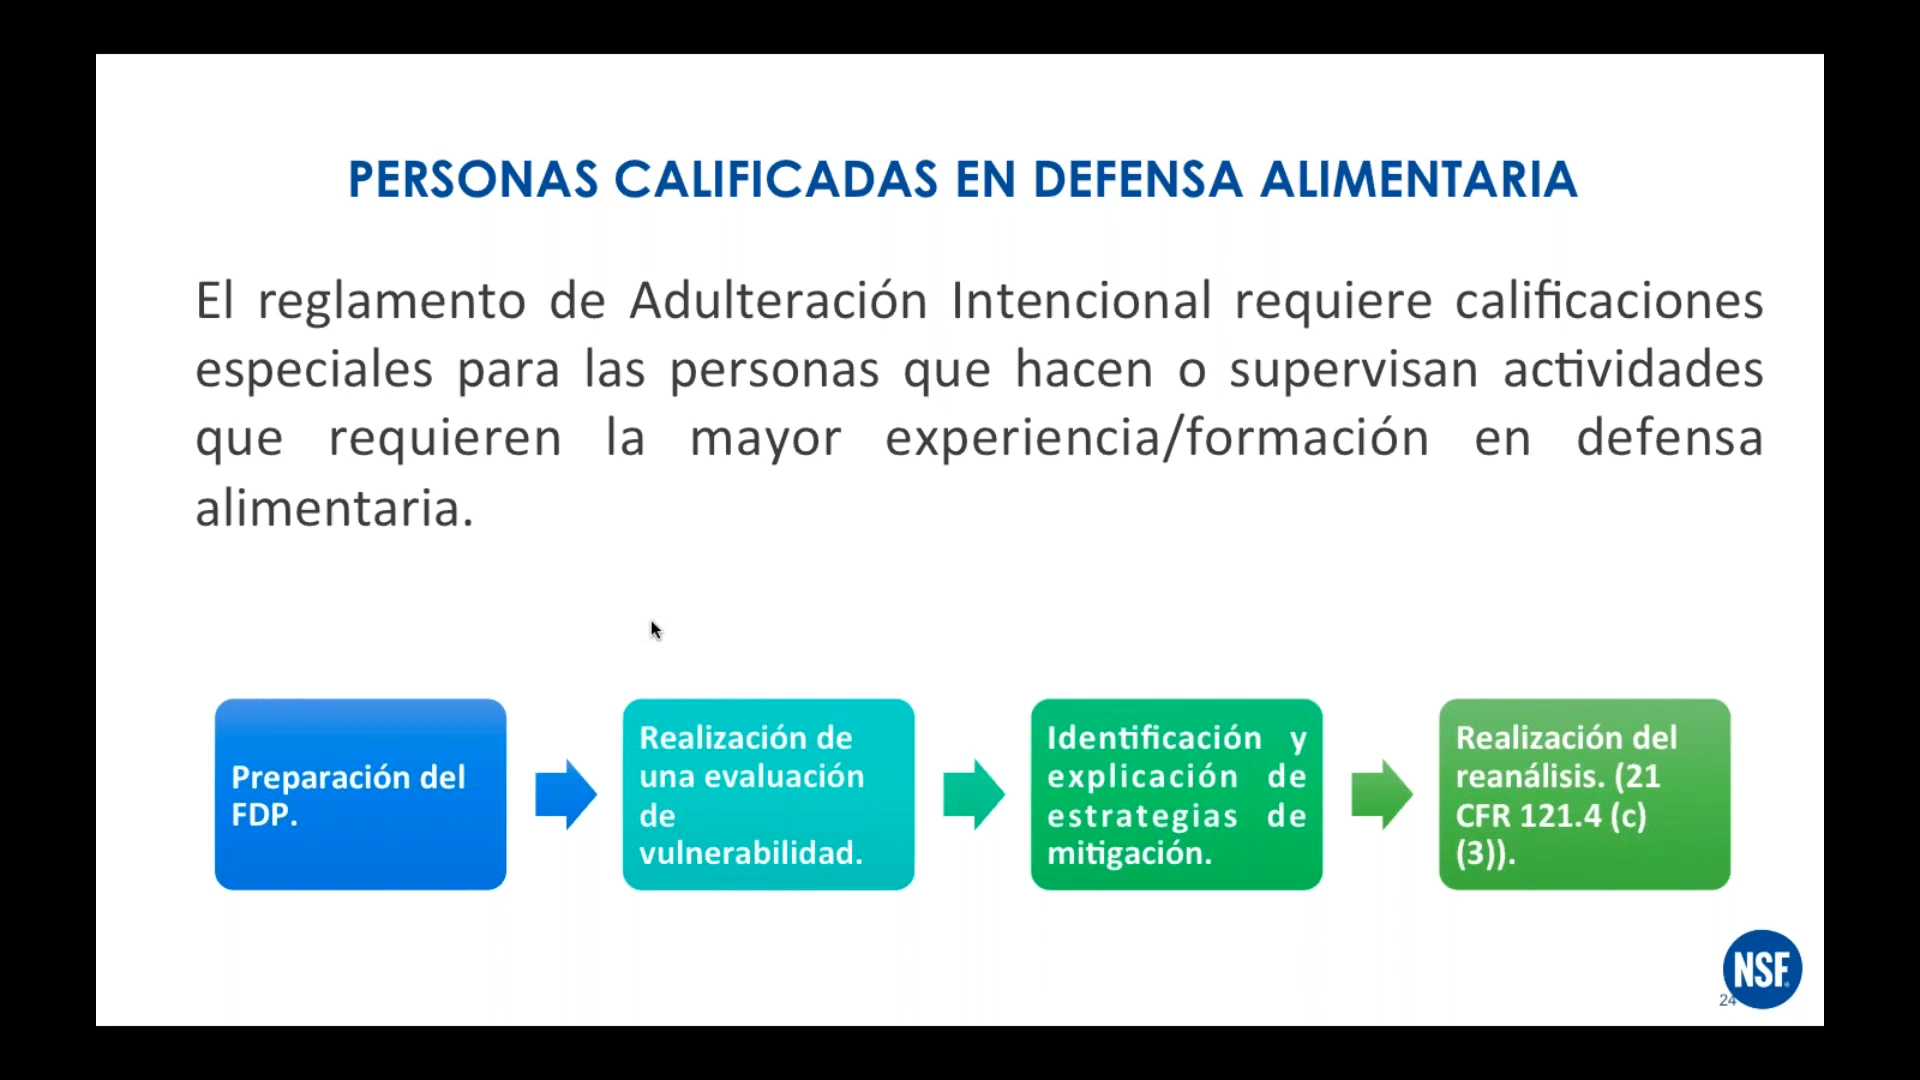 PERSONAS CALIFICADAS EN DEFENSA ALIMENTARIA
El reglamento de Adulteración Intencional requiere calificaciones
especiales para las personas que hacen o supervisan actividades
que requieren la mayor experiencia/formación en defensa
alimentaria.
Preparación del
FDP.
Realización de
una evaluación
de
vulnerabilidad.
Identificación y
explicación de
estrategias de
mitigación.
Realización del
reanálisis. (21
CFR 121.4 (c)
(3)).
NSF
24